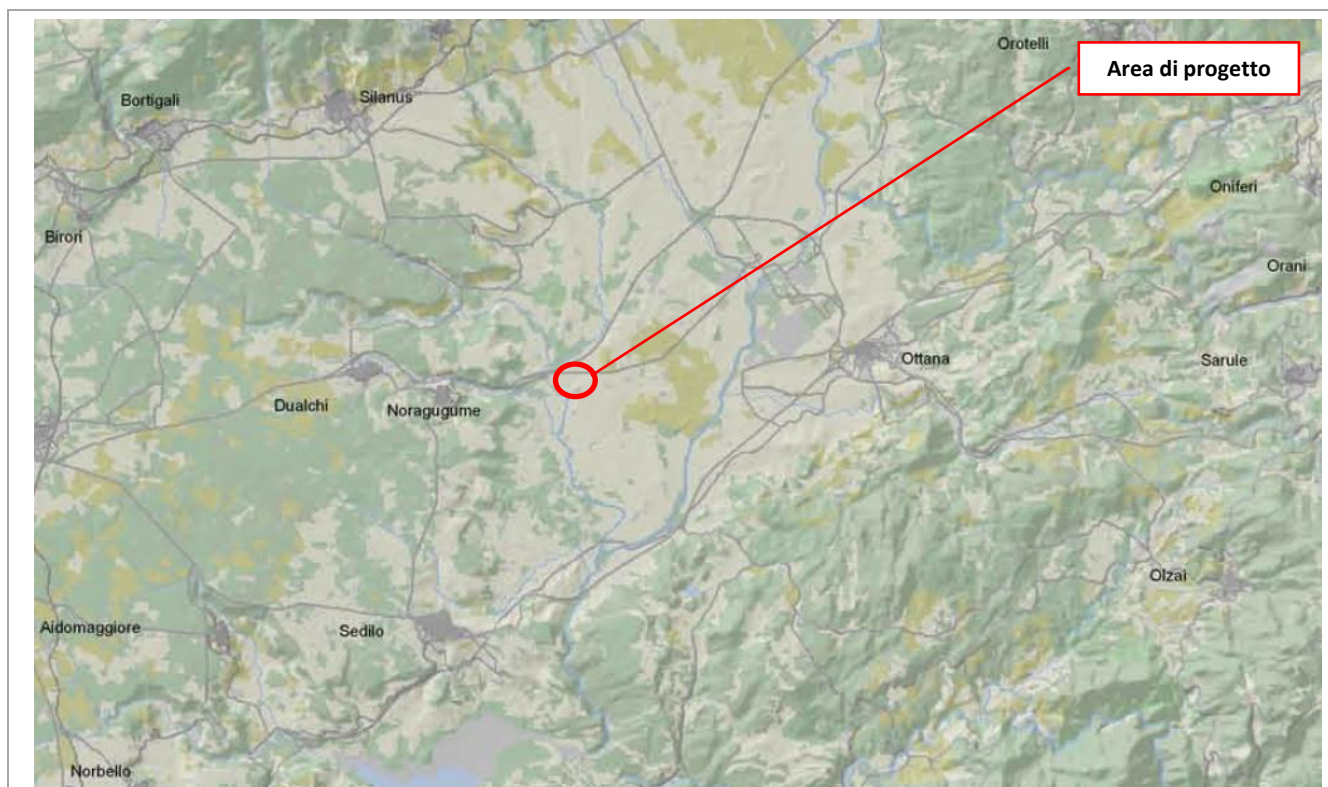 Orotelli
Area di progetto
Bortigali
Silanus
Oniferi
Birori
Orani
Ottana
Sarule
Dualchi
Noragugume
Olzai
Aidomaggiore
Sedilo
Norbello